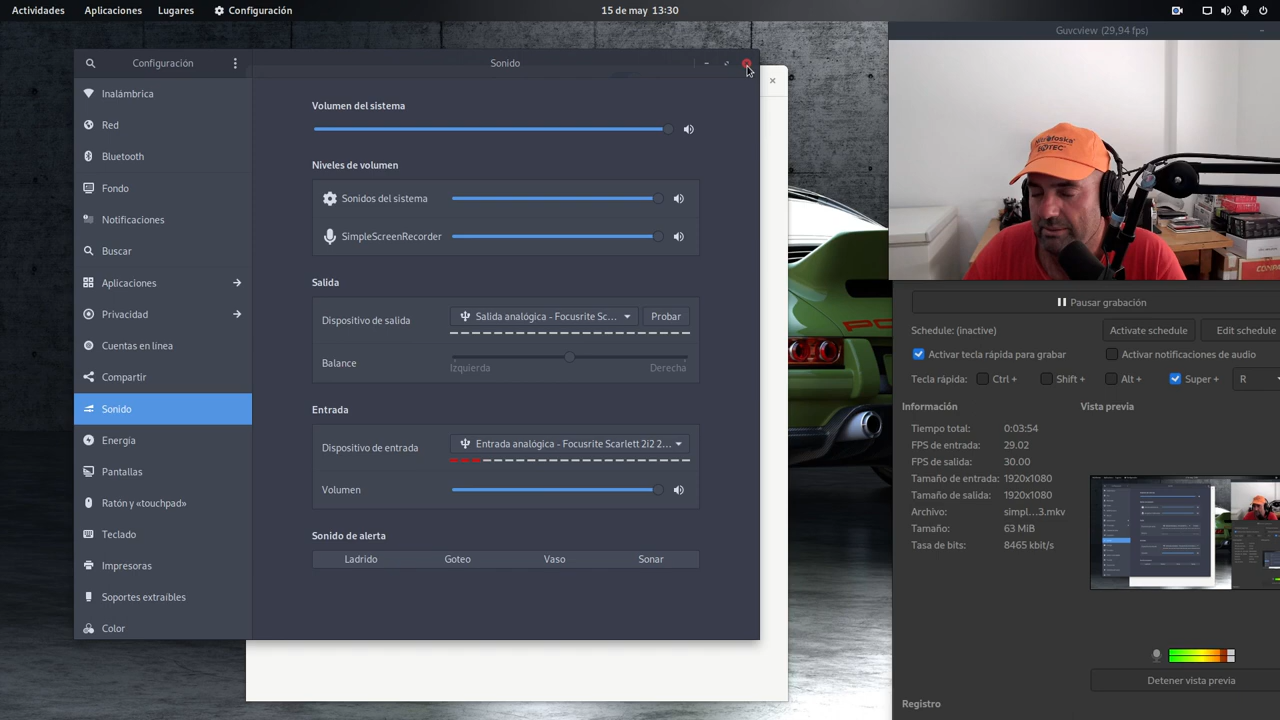 Actividades
Aplicaciones
Lugares
Configuración
15 de may  13:30
Guvcview (29,94 fps)
Configuración
Sonido
Inalámbrica
Red
Bluetooth
Fondo
Notificaciones
Buscar
Aplicaciones
Privacidad
Cuentas en línea
Compartir
Sonido
Energía
Pantallas
Ratón y «touchpad»
Teclado
Impresoras
Soportes extraíbles
Color
Volumen del sistema
Niveles de volumen
Sonidos del sistema
SimpleScreenRecorder
Salida
Dispositivo de salida
Salida analógica - Focusrite Sc...
Probar
Balance
Izquierda
Derecha
Entrada
Dispositivo de entrada
Entrada analógica - Focusrite Scarlett 2i2 2...
Volumen
Sonido de alerta
Ladrido
Goteo
Vaso
Sonar
Pausar grabación
Schedule: (inactive)
Activate schedule
Edit schedule
Activar tecla rápida para grabar
Activar notificaciones de audio
Tecla rápida:
Ctrl +
Shift +
Alt +
Super +
R
Información
Vista previa
Tiempo total: 0:03:54
FPS de entrada: 29.02
FPS de salida: 30.00
Tamaño de entrada: 1920x1080
Tamaño de salida: 1920x1080
Archivo: simpl...3.mkv
Tamaño: 63 MiB
Tasa de bits: 8465 kbit/s
Detener vista previa
Registro